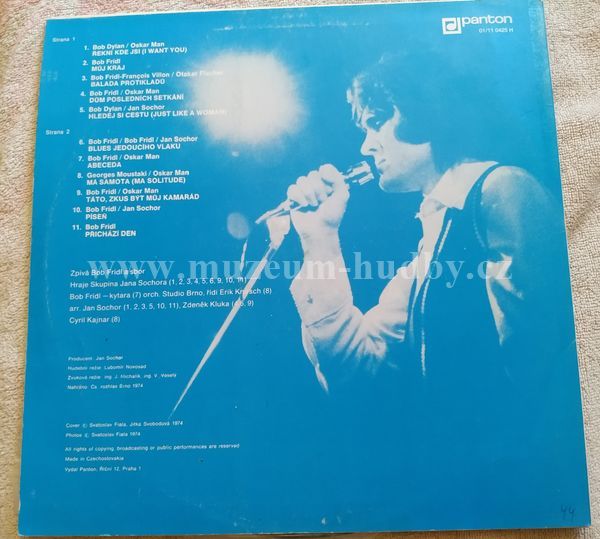 Strana 1
panton
01/11 0425 H
1. Bob Dylan / Oskar Man
ŘEKNI KDE JSI (I WANT YOU)
2. Bob Frídl
MŮJ KRAJ
3. Bob Frídl-François Villon / Otakar Fischer
BALADA PROTIKLADŮ
4. Bob Frídl / Oskar Man
DŮM POSLEDNÍCH SETKÁNÍ
5. Bob Dylan / Jan Sochor
HLEDĚJ SI CESTU (JUST LIKE A WOMAN)
Strana 2
6. Bob Frídl / Bob Frídl / Jan Sochor
BLUES JEDOUCÍHO VLAKU
7. Bob Frídl / Oskar Man
ABECEDA
8. Georges Moustaki / Oskar Man
MÁ SAMOTA (MA SOLITUDE)
9. Bob Frídl / Oskar Man
TÁTO, ZKUS BÝT MŮJ KAMARÁD
10. Bob Frídl / Jan Sochor
PÍSEŇ
11. Bob Frídl
PŘICHÁZÍ DEN
Zpívá Bob Frídl a sbor
www.muzeum-hudby.cz
Hraje Skupina Jana Sochora (1, 2, 3, 4, 5, 6, 9, 10, 11)
Bob Frídl – kytara (7) orch. Studio Brno, řídí Erik Knirsch (8)
arr. Jan Sochor (1, 2, 3, 5, 10, 11), Zdeněk Kluka (4, 6, 9)
Cyril Kajnar (8)
Producent: Jan Sochor
Hudební režie: Lubomír Novosad
Zvuková režie: ing. J. Michálik, ing. V. Veselý
Nahráno: Čs. rozhlas Brno 1974
Cover © Svatoslav Fiala, Jitka Svobodová 1974
Photos © Svatoslav Fiala 1974
All rights of copying broadcasting or public performances are reserved
Made in Czechoslovakia
Vydal Panton, Říční 12, Praha 1
44